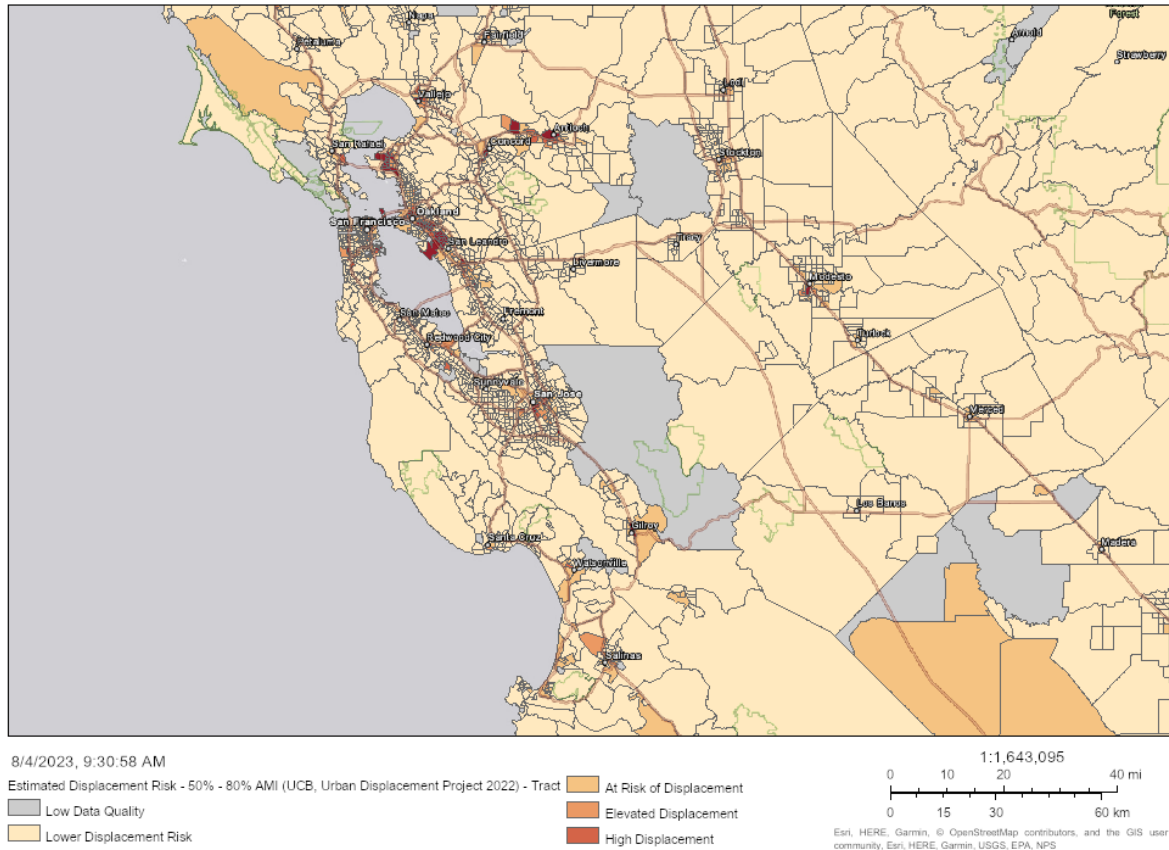 Napa
Forest
Arnold
Petaluma
Fairfield
Strawberry
Lodi
Vallejo
Antioch
San Rafael
Concord
Stockton
Oakland
San Francisco
San Leandro
Tracy
Livermore
Modesto
San Mateo
Fremont
Turlock
Redwood City
Sunnyvale
San Jose
Merced
Los Banos
Gilroy
Santa Cruz
Madera
Watsonville
Salinas
8/4/2023, 9:30:58 AM
Estimated Displacement Risk - 50% - 80% AMI (UCB, Urban Displacement Project 2022) - Tract
Low Data Quality
Lower Displacement Risk
At Risk of Displacement
Elevated Displacement
High Displacement
1:1,643,095
0 10 20 40 mi
0 15 30 60 km
Esri, HERE, Garmin, © OpenStreetMap contributors, and the GIS user
community, Esri, HERE, Garmin, USGS, EPA, NPS